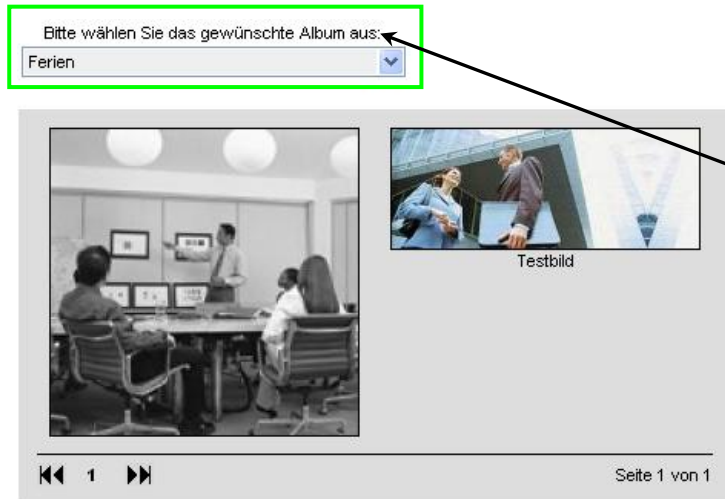 Bitte wählen Sie das gewünschte Album aus:
Ferien
Testbild
1
Seite 1 von 1